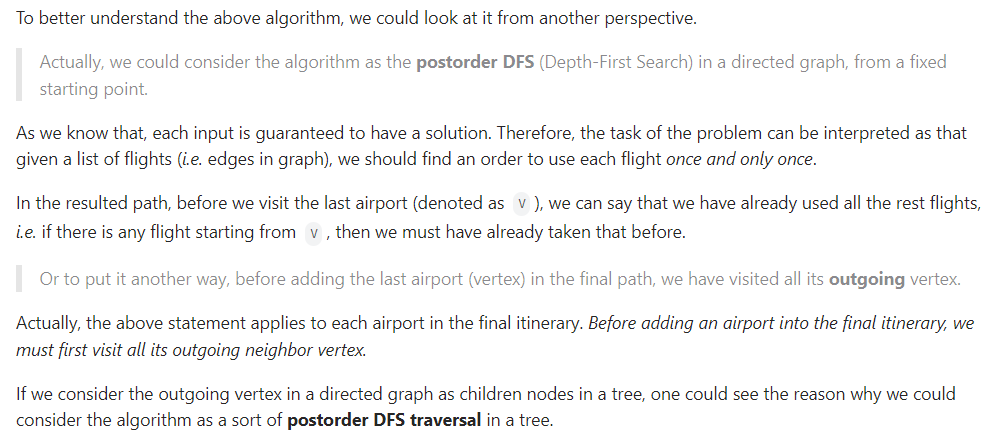 To better understand the above algorithm, we could look at it from another perspective.
Actually, we could consider the algorithm as the postorder DFS (Depth-First Search) in a directed graph, from a fixed
starting point.
As we know that, each input is guaranteed to have a solution. Therefore, the task of the problem can be interpreted as that
given a list of flights (i.e. edges in graph), we should find an order to use each flight once and only once.
In the resulted path, before we visit the last airport (denoted as v ), we can say that we have already used all the rest flights,
i.e. if there is any flight starting from v , then we must have already taken that before.
Or to put it another way, before adding the last airport (vertex) in the final path, we have visited all its outgoing vertex.
Actually, the above statement applies to each airport in the final itinerary. Before adding an airport into the final itinerary, we
must first visit all its outgoing neighbor vertex.
If we consider the outgoing vertex in a directed graph as children nodes in a tree, one could see the reason why we could
consider the algorithm as a sort of postorder DFS traversal in a tree.